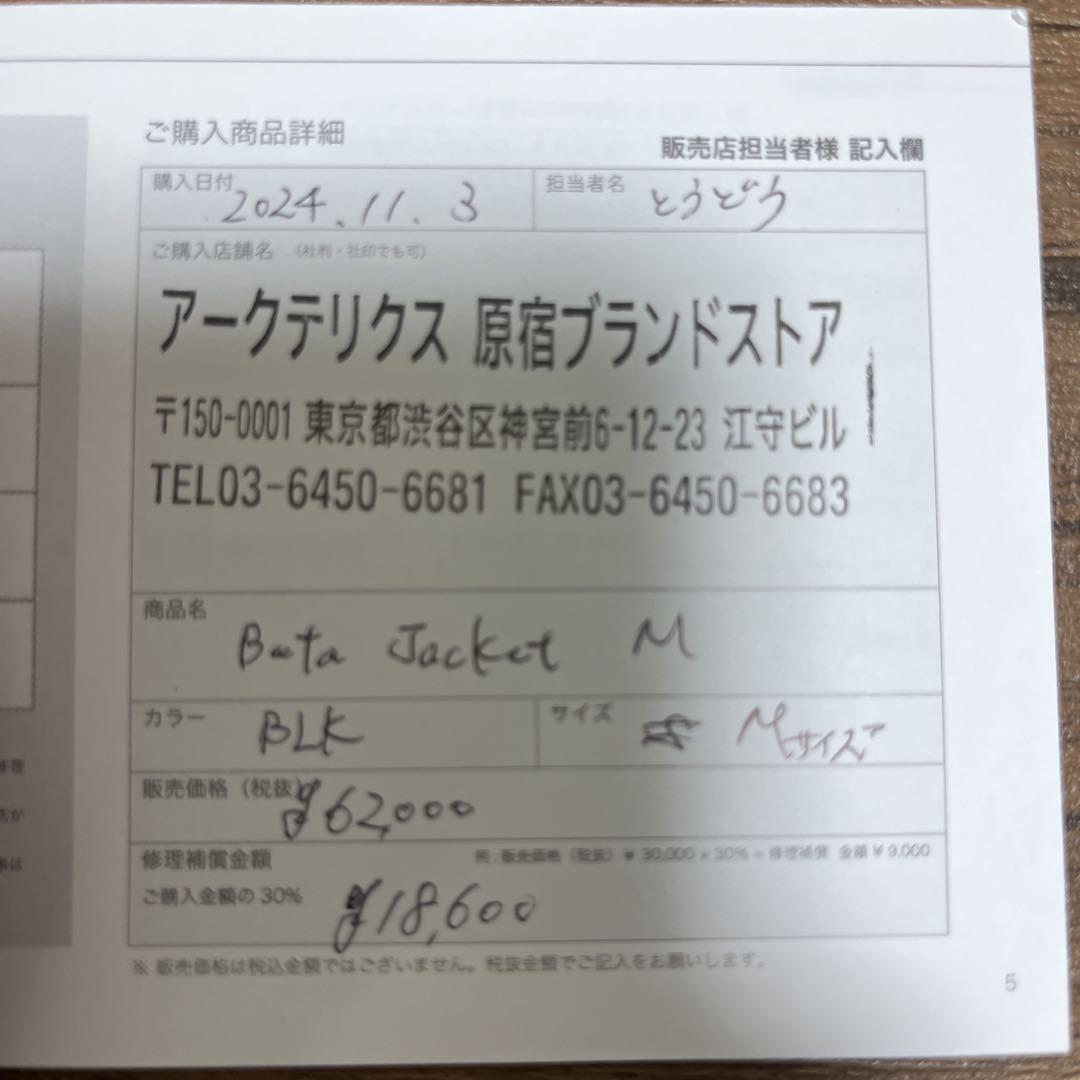 ご購入商品詳細
販売店担当者様 記入欄
購入日付 2024.11.3
担当者名 とうどう
ご購入店舗名 (社判・社印でも可)
アークテリクス 原宿ブランドストア
〒150-0001 東京都渋谷区神宮前6-12-23 江守ビル
TEL03-6450-6681 FAX03-6450-6683
商品名 Beta Jacket M
カラー BLK
サイズ Mサイズ
販売価格(税抜) ¥62,000
修理補償金額 例:販売価格(税抜)¥30,000×30%=修理補償 金額¥9,000
ご購入金額の30% ¥18,600
※ 販売価格は税込金額ではございません。税抜金額でご記入をお願いします。
5
修理
店が